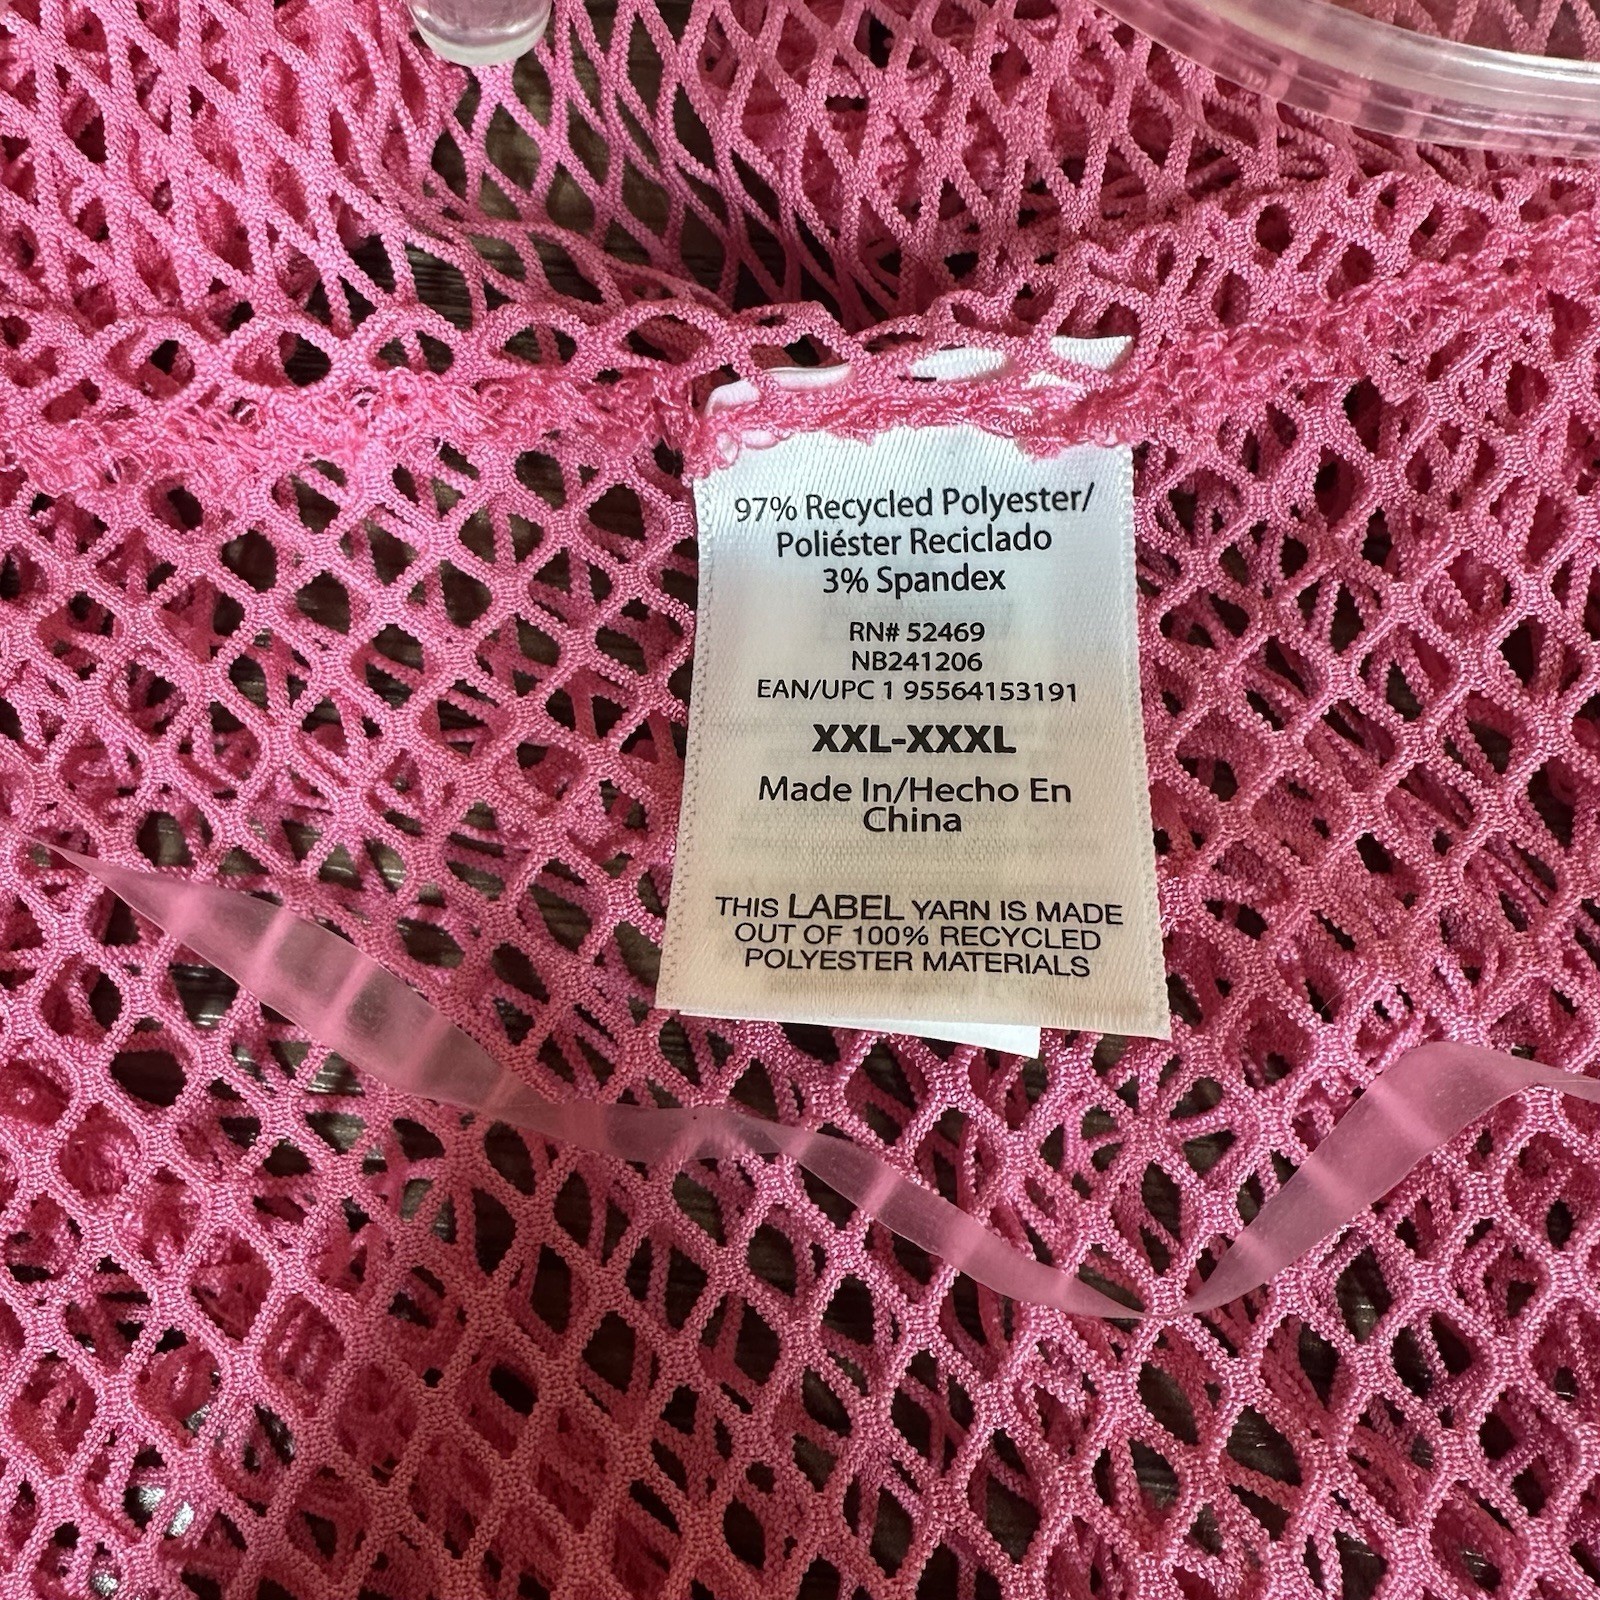 97% Recycled Polyester/
Poliéster Reciclado
3% Spandex
RN# 52469
NB241206
EAN/UPC 1 95564153191
XXL-XXXL
Made In/Hecho En
China
THIS LABEL YARN IS MADE
OUT OF 100% RECYCLED
POLYESTER MATERIALS